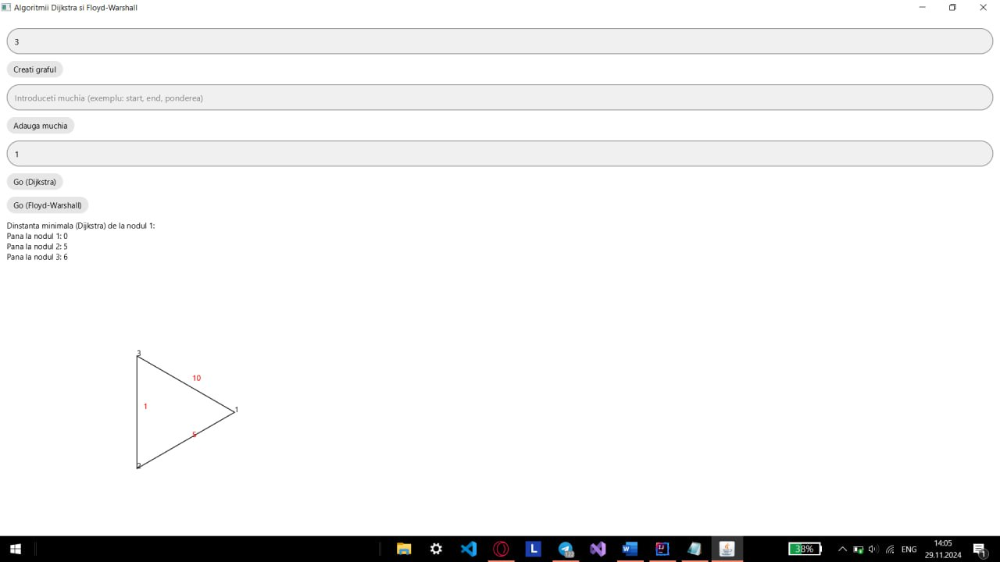 Algoritmii Dijkstra si Floyd-Warshall
3
Creati graful
Introduceti muchia (exemplu: start, end, ponderea)
Adauga muchia
1
Go (Dijkstra)
Go (Floyd-Warshall)
Dinstanta minimala (Dijkstra) de la nodul 1:
Pana la nodul 1: 0
Pana la nodul 2: 5
Pana la nodul 3: 6
3
10
1
1
5
2
38%
ENG
14:05
29.11.2024